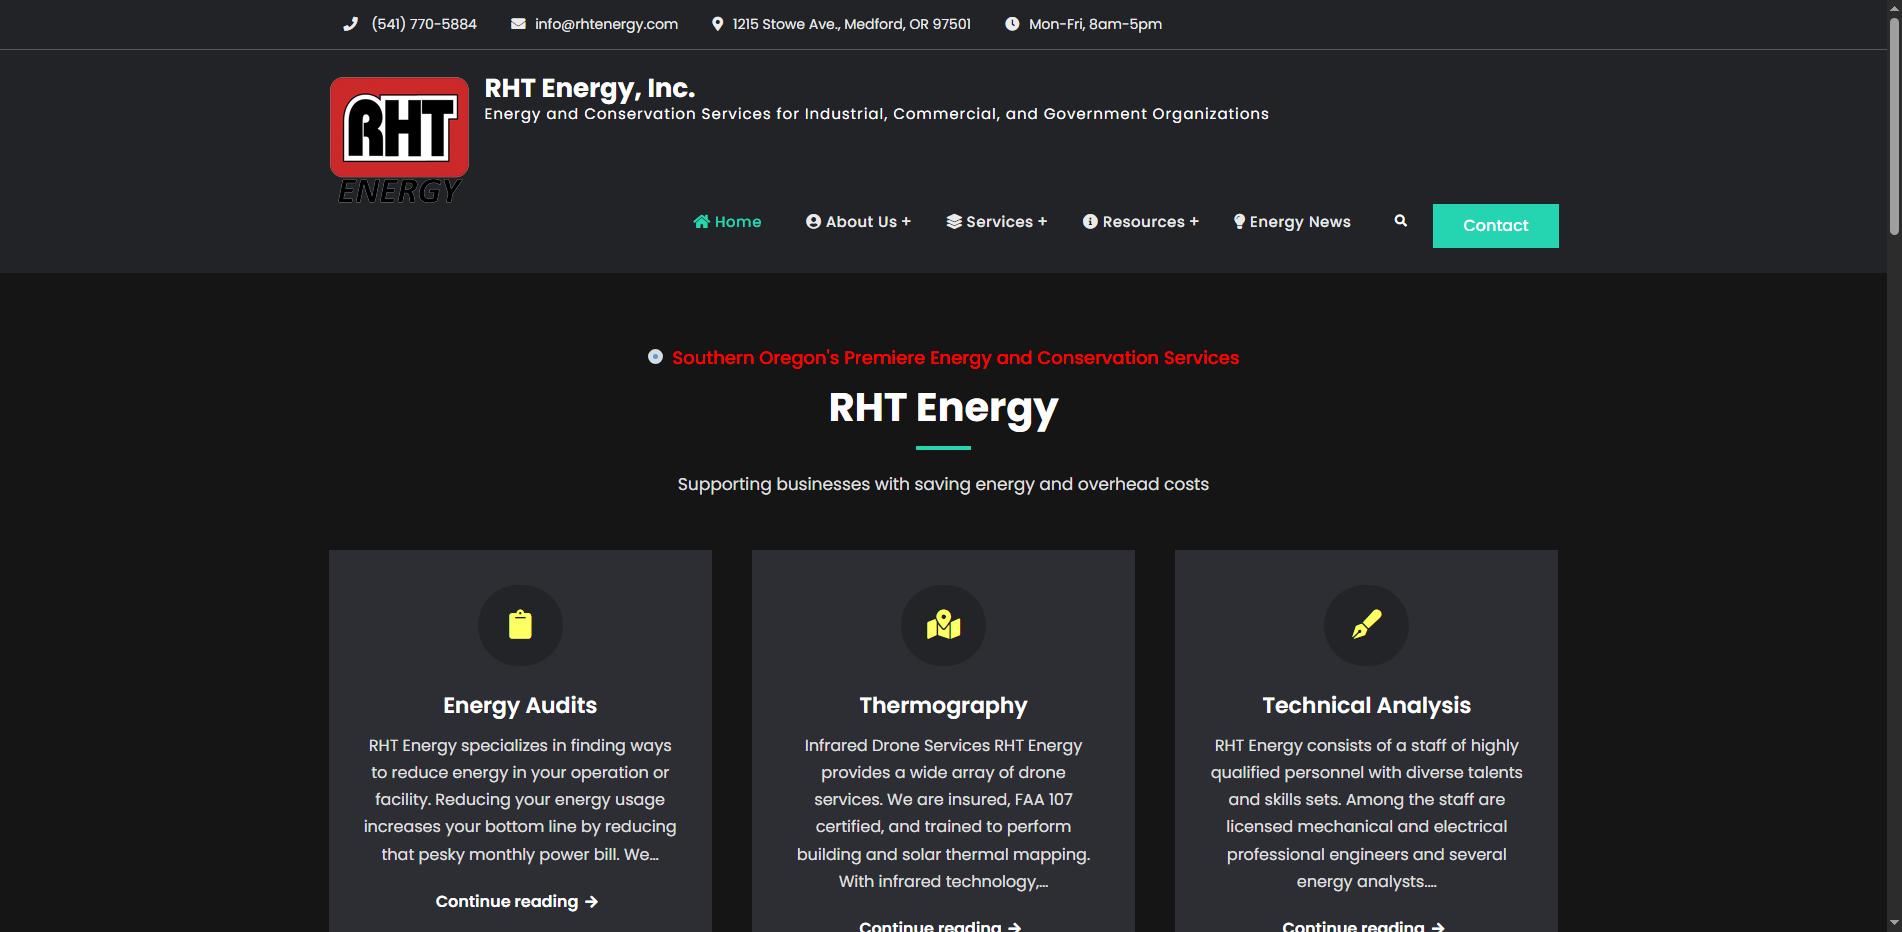 (541) 770-5884 info@rhtenergy.com 1215 Stowe Ave., Medford, OR 97501 Mon-Fri, 8am-5pm
RHT
ENERGY
RHT Energy, Inc.
Energy and Conservation Services for Industrial, Commercial, and Government Organizations
Home About Us + Services + Resources + Energy News Contact
Southern Oregon's Premiere Energy and Conservation Services
RHT Energy
Supporting businesses with saving energy and overhead costs
Energy Audits
RHT Energy specializes in finding ways
to reduce energy in your operation or
facility. Reducing your energy usage
increases your bottom line by reducing
that pesky monthly power bill. We...
Continue reading
Thermography
Infrared Drone Services RHT Energy
provides a wide array of drone
services. We are insured, FAA 107
certified, and trained to perform
building and solar thermal mapping.
With infrared technology,...
Continue reading
Technical Analysis
RHT Energy consists of a staff of highly
qualified personnel with diverse talents
and skills sets. Among the staff are
licensed mechanical and electrical
professional engineers and several
energy analysts....
Continue reading